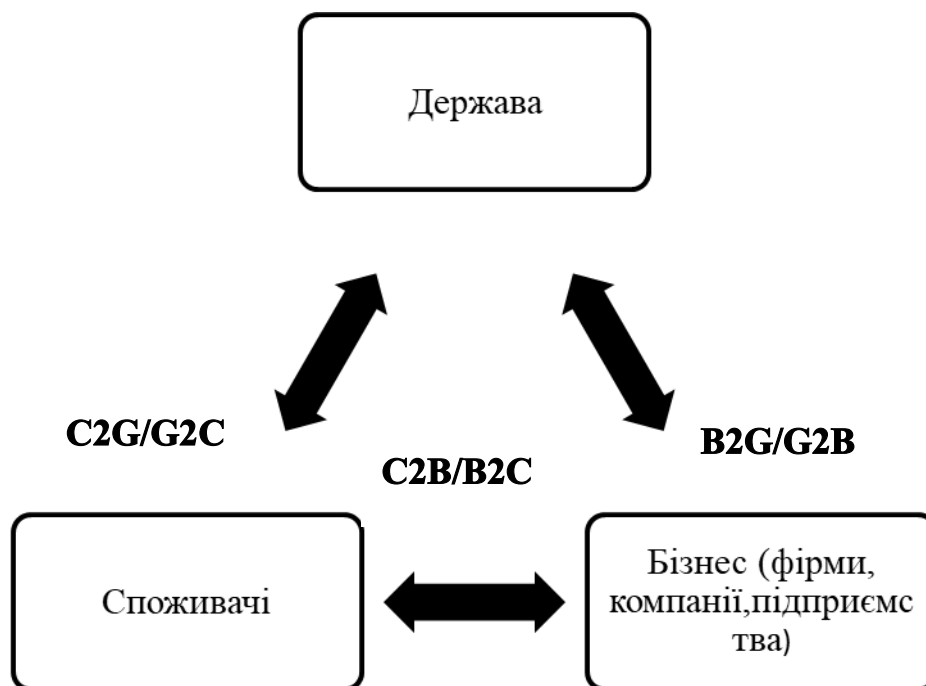 Держава
C2G/G2C
B2G/G2B
C2B/B2C
Споживачі
Бізнес (фірми,
компанії,підприємс
тва)